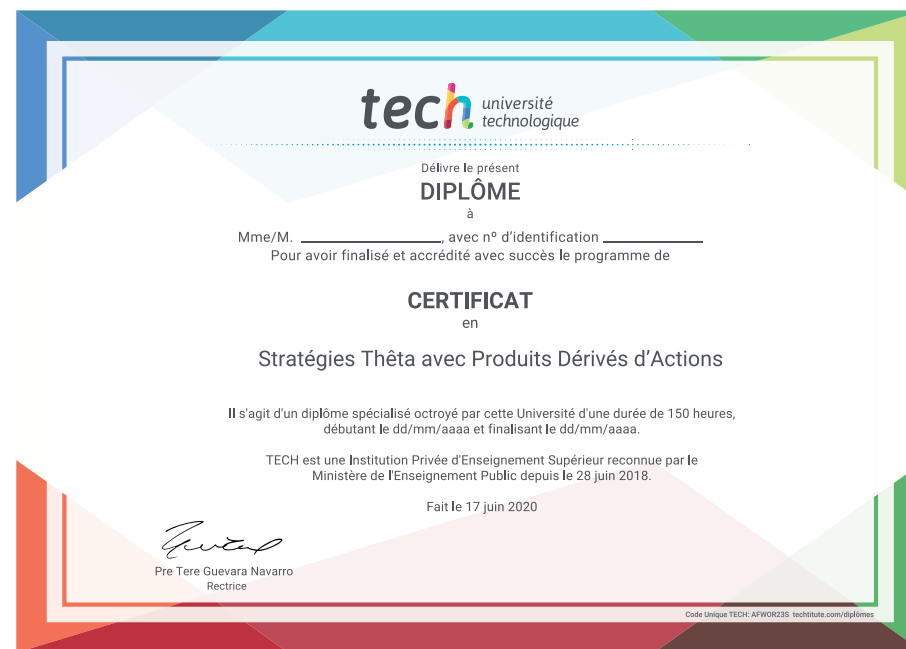 tech université
technologique
Délivre le présent
DIPLÔME
à
Mme/M. ____________________, avec nº d’identification ______________
Pour avoir finalisé et accrédité avec succès le programme de
CERTIFICAT
en
Stratégies Thêta avec Produits Dérivés d’Actions
Il s'agit d'un diplôme spécialisé octroyé par cette Université d'une durée de 150 heures,
débutant le dd/mm/aaaa et finalisant le dd/mm/aaaa.
TECH est une Institution Privée d'Enseignement Supérieur reconnue par le
Ministère de l'Enseignement Public depuis le 28 juin 2018.
Fait le 17 juin 2020
Pre Tere Guevara Navarro
Rectrice
Code Unique TECH: AFWOR23S techtitute.com/diplômes